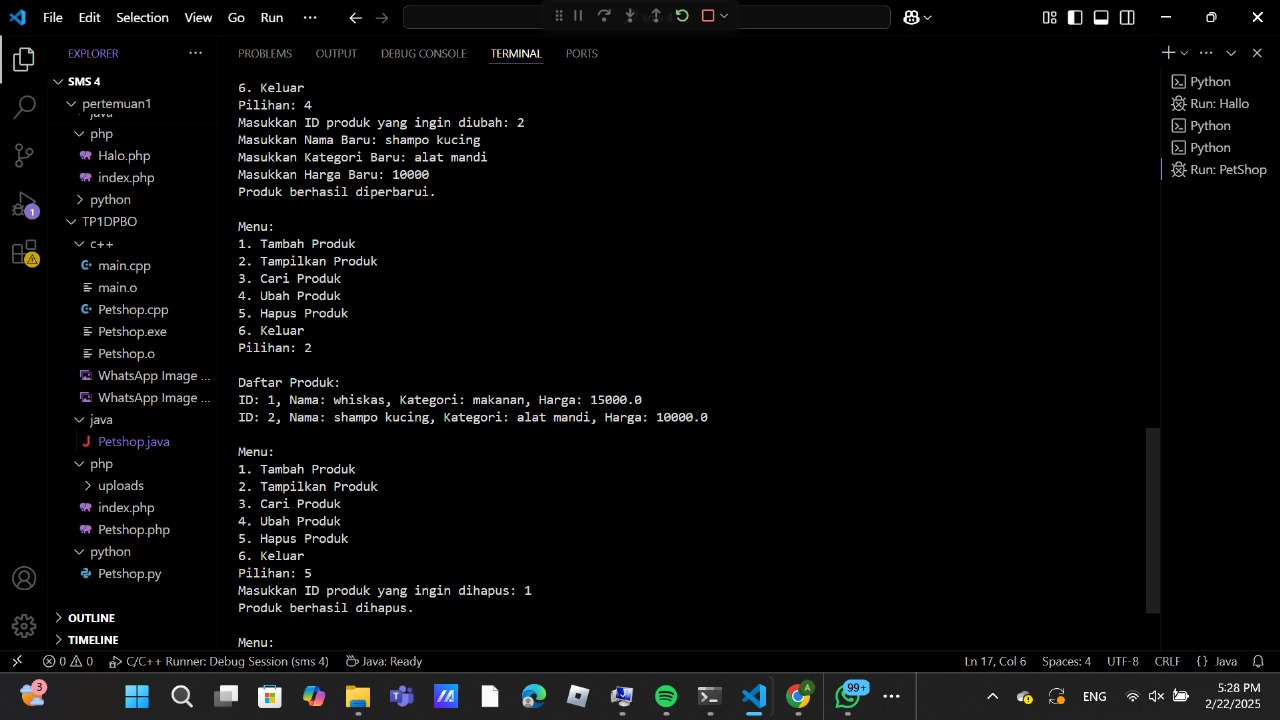 File Edit Selection View Go Run ···
EXPLORER ···
PROBLEMS OUTPUT DEBUG CONSOLE TERMINAL PORTS
SMS 4
pertemuan1
java
php
Halo.php
index.php
python
TP1DPBO
c++
main.cpp
main.o
Petshop.cpp
Petshop.exe
Petshop.o
WhatsApp Image ...
WhatsApp Image ...
java
Petshop.java
php
uploads
index.php
Petshop.php
python
Petshop.py
OUTLINE
TIMELINE
1
6. Keluar
Pilihan: 4
Masukkan ID produk yang ingin diubah: 2
Masukkan Nama Baru: shampo kucing
Masukkan Kategori Baru: alat mandi
Masukkan Harga Baru: 10000
Produk berhasil diperbarui.
Menu:
1. Tambah Produk
2. Tampilkan Produk
3. Cari Produk
4. Ubah Produk
5. Hapus Produk
6. Keluar
Pilihan: 2
Daftar Produk:
ID: 1, Nama: whiskas, Kategori: makanan, Harga: 15000.0
ID: 2, Nama: shampo kucing, Kategori: alat mandi, Harga: 10000.0
Menu:
1. Tambah Produk
2. Tampilkan Produk
3. Cari Produk
4. Ubah Produk
5. Hapus Produk
6. Keluar
Pilihan: 5
Masukkan ID produk yang ingin dihapus: 1
Produk berhasil dihapus.
Menu:
Python
Run: Hallo
Python
Python
Run: PetShop
0 0 C/C++ Runner: Debug Session (sms 4) Java: Ready Ln 17, Col 6 Spaces: 4 UTF-8 CRLF {} Java
3 99+ ENG 5:28 PM
2/22/2025